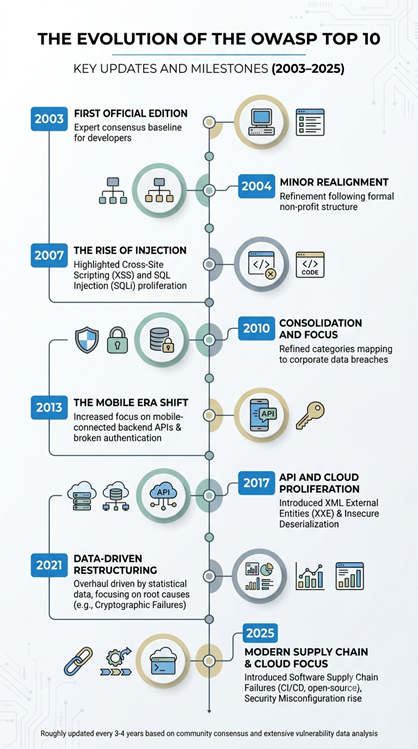 THE EVOLUTION OF THE OWASP TOP 10
KEY UPDATES AND MILESTONES (2003–2025)
2003
FIRST OFFICIAL EDITION
Expert consensus baseline
for developers
2004
MINOR REALIGNMENT
Refinement following formal
non-profit structure
2007
THE RISE OF INJECTION
Highlighted Cross-Site
Scripting (XSS) and SQL
Injection (SQLi) proliferation
</>
</>
CODE
2010
CONSOLIDATION
AND FOCUS
Refined categories mapping
to corporate data breaches
2013
THE MOBILE ERA SHIFT
Increased focus on mobile-
connected backend APIs &
broken authentication
API
2017
API AND CLOUD
PROLIFERATION
Introduced XML External
Entities (XXE) & Insecure
Deserialization
API
2021
DATA-DRIVEN
RESTRUCTURING
Overhaul driven by statistical
data, focusing on root causes
(e.g., Cryptographic Failures)
2025
MODERN SUPPLY CHAIN
& CLOUD FOCUS
Introduced Software Supply Chain
Failures (CI/CD, open-source),
Security Misconfiguration rise
Roughly updated every 3-4 years based on community consensus and extensive vulnerability data analysis